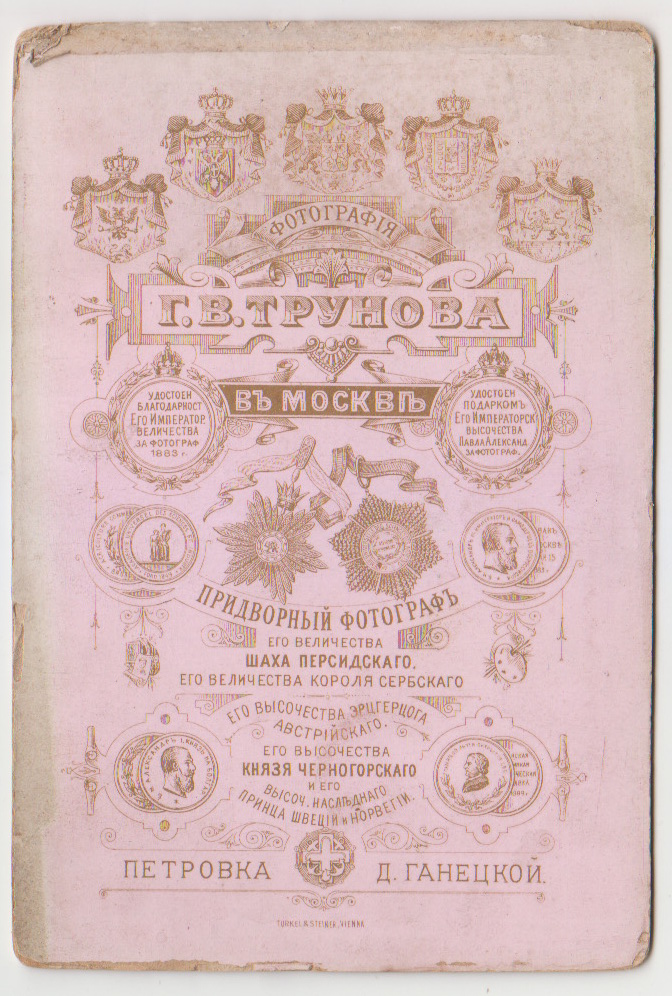 ФОТОГРАФІЯ
Г.В.ТРУНОВА
ВЪ МОСКВѢ
УДОСТОЕН
БЛАГОДАРНОСТ
ЕГО ИМПЕРАТОР.
ВЕЛИЧЕСТВА
ЗА ФОТОГРАФ
1883 г.
УДОСТОЕН
ПОДАРКОМЪ
ЕГО ИМПЕРАТОРСК
ВЫСОЧЕСТВА
ПАВЛА АЛЕКСАНД
ЗА ФОТОГРАФ.
ПРИДВОРНЫЙ ФОТОГРАФЪ
ЕГО ВЕЛИЧЕСТВА
ШАХА ПЕРСИДСКАГО,
ЕГО ВЕЛИЧЕСТВА КОРОЛЯ СЕРБСКАГО
ЕГО ВЫСОЧЕСТВА ЭРЦГЕРЦОГА
АВСТРІЙСКАГО.
ЕГО ВЫСОЧЕСТВА
КНЯЗЯ ЧЕРНОГОРСКАГО
И ЕГО
ВЫСОЧ. НАСЛѢДНАГО
ПРИНЦА ШВЕЦІИ и НОРВЕГІИ.
ПЕТРОВКА Д. ГАНЕЦКОЙ.
TÜRKEL & STEINER, VIENNA